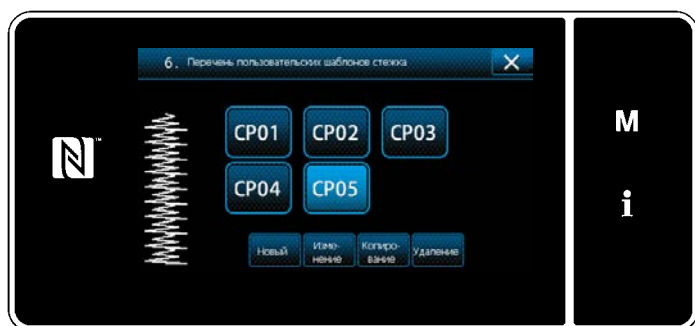 6. Перечень пользовательских шаблонов стежка
CP01 CP02 CP03
CP04 CP05
Новый Изме-
нение Копиро-
вание Удаление
M
i